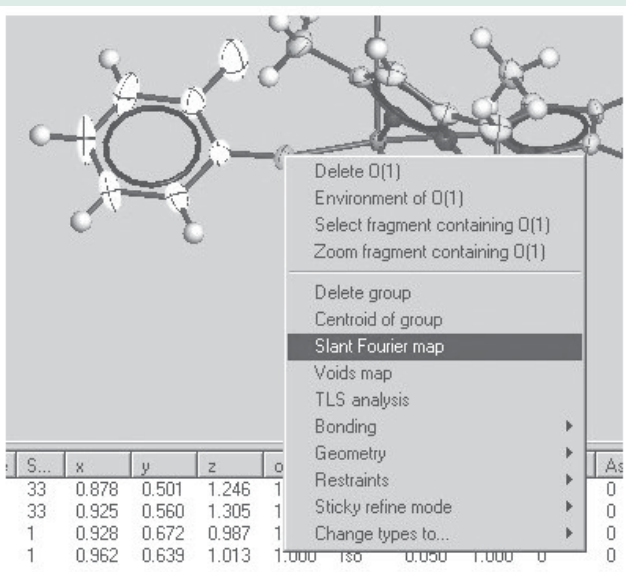 Delete O(1)
Environment of O(1)
Select fragment containing O(1)
Zoom fragment containing O(1)
Delete group
Centroid of group
Slant Fourier map
Voids map
TLS analysis
Bonding
Geometry
Restraints
Sticky refine mode
Change types to...
S... x y z As
33 0.878 0.501 1.246 0
33 0.925 0.560 1.305 0
1 0.928 0.672 0.987 0
1 0.962 0.639 1.013 1.000 Iso 0.050 1.000 0 0